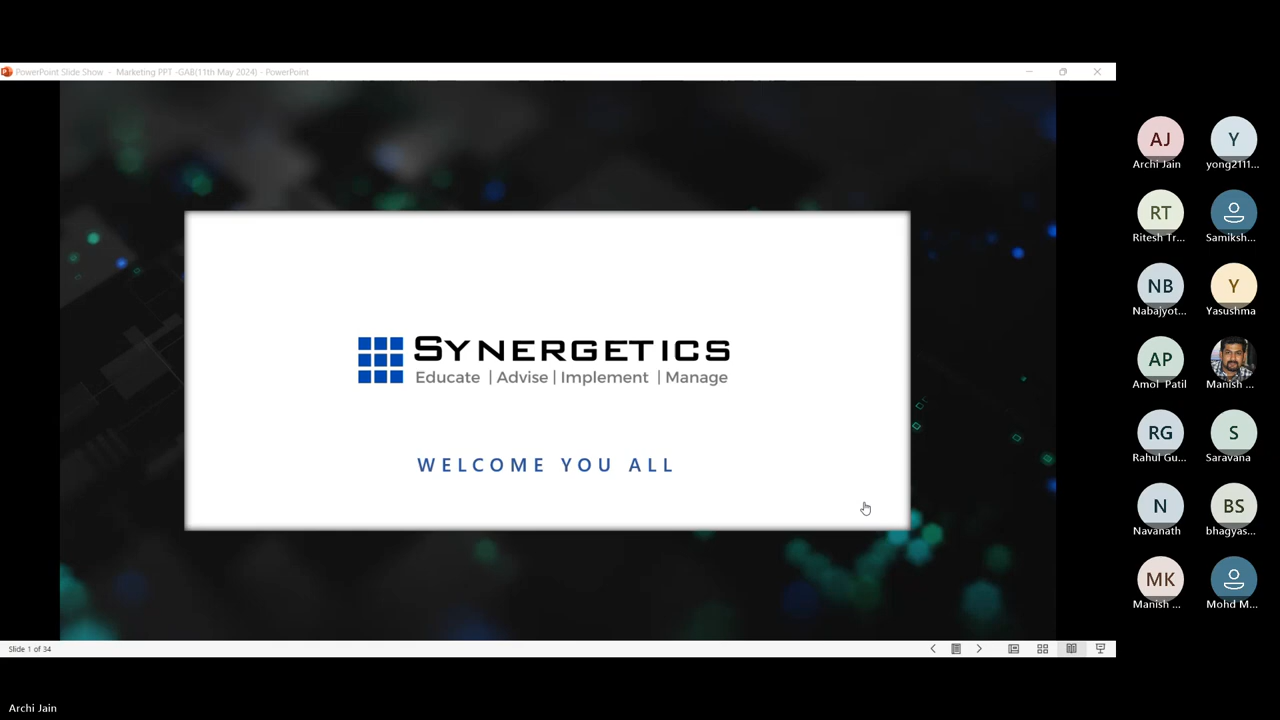 PowerPoint Slide Show - Marketing PPT -GAB(11th May 2024) - PowerPoint
SYNERGETICS
Educate | Advise | Implement | Manage
WELCOME YOU ALL
AJ
Archi Jain
Y
yong2111...
RT
Ritesh Tr...
Samiksh...
NB
Nabajyot...
Y
Yasushma
AP
Amol Patil
Manish ...
RG
Rahul Gu...
S
Saravana
N
Navanath
BS
bhagyas...
MK
Manish ...
Mohd M...
Slide 1 of 34
Archi Jain